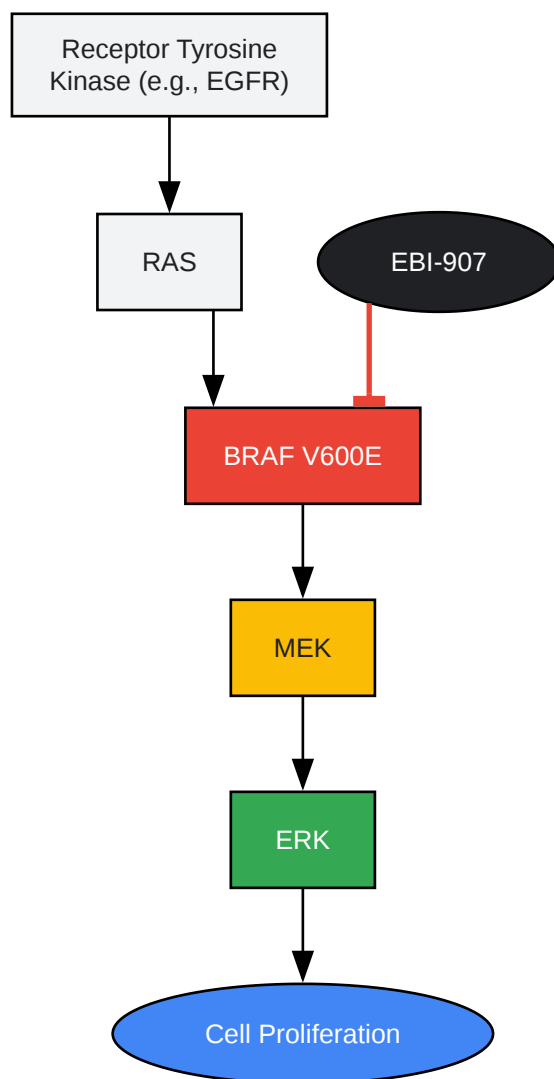 Receptor Tyrosine
Kinase (e.g., EGFR)
RAS
EBI-907
BRAF V600E
MEK
ERK
Cell Proliferation